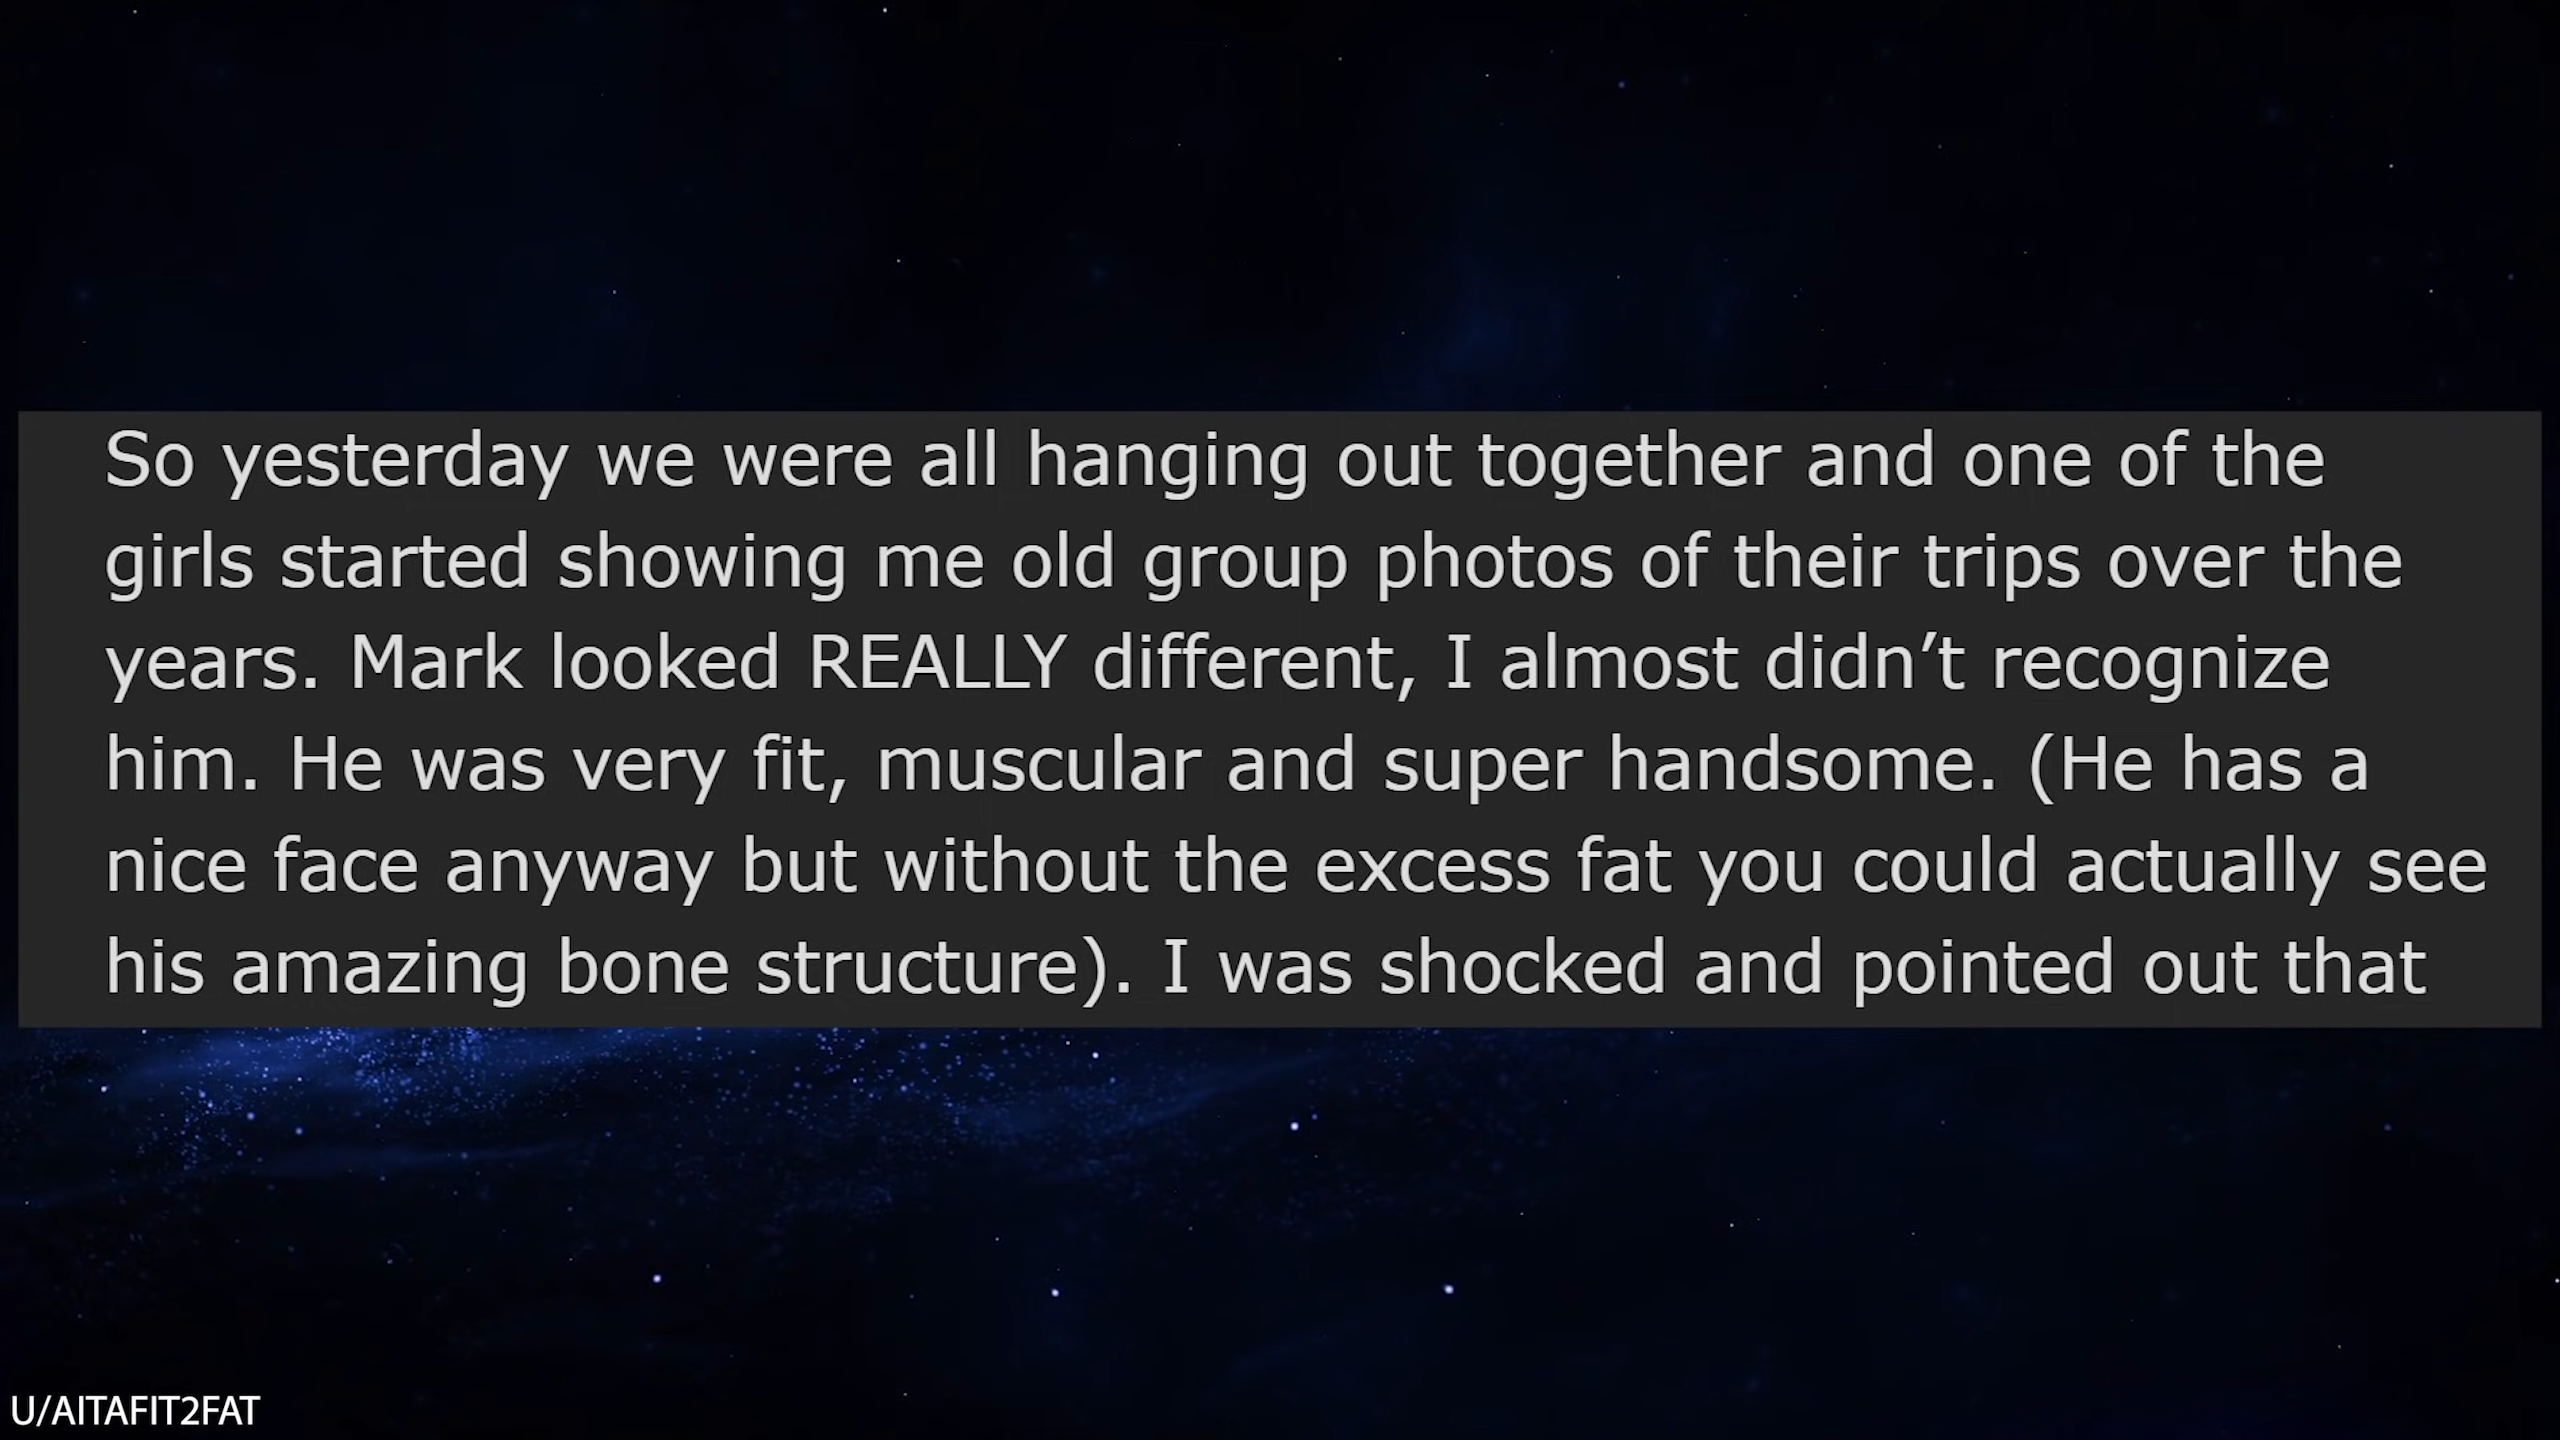 So yesterday we were all hanging out together and one of the
girls started showing me old group photos of their trips over the
years. Mark looked REALLY different, I almost didn’t recognize
him. He was very fit, muscular and super handsome. (He has a
nice face anyway but without the excess fat you could actually see
his amazing bone structure). I was shocked and pointed out that
U/AITAFIT2FAT